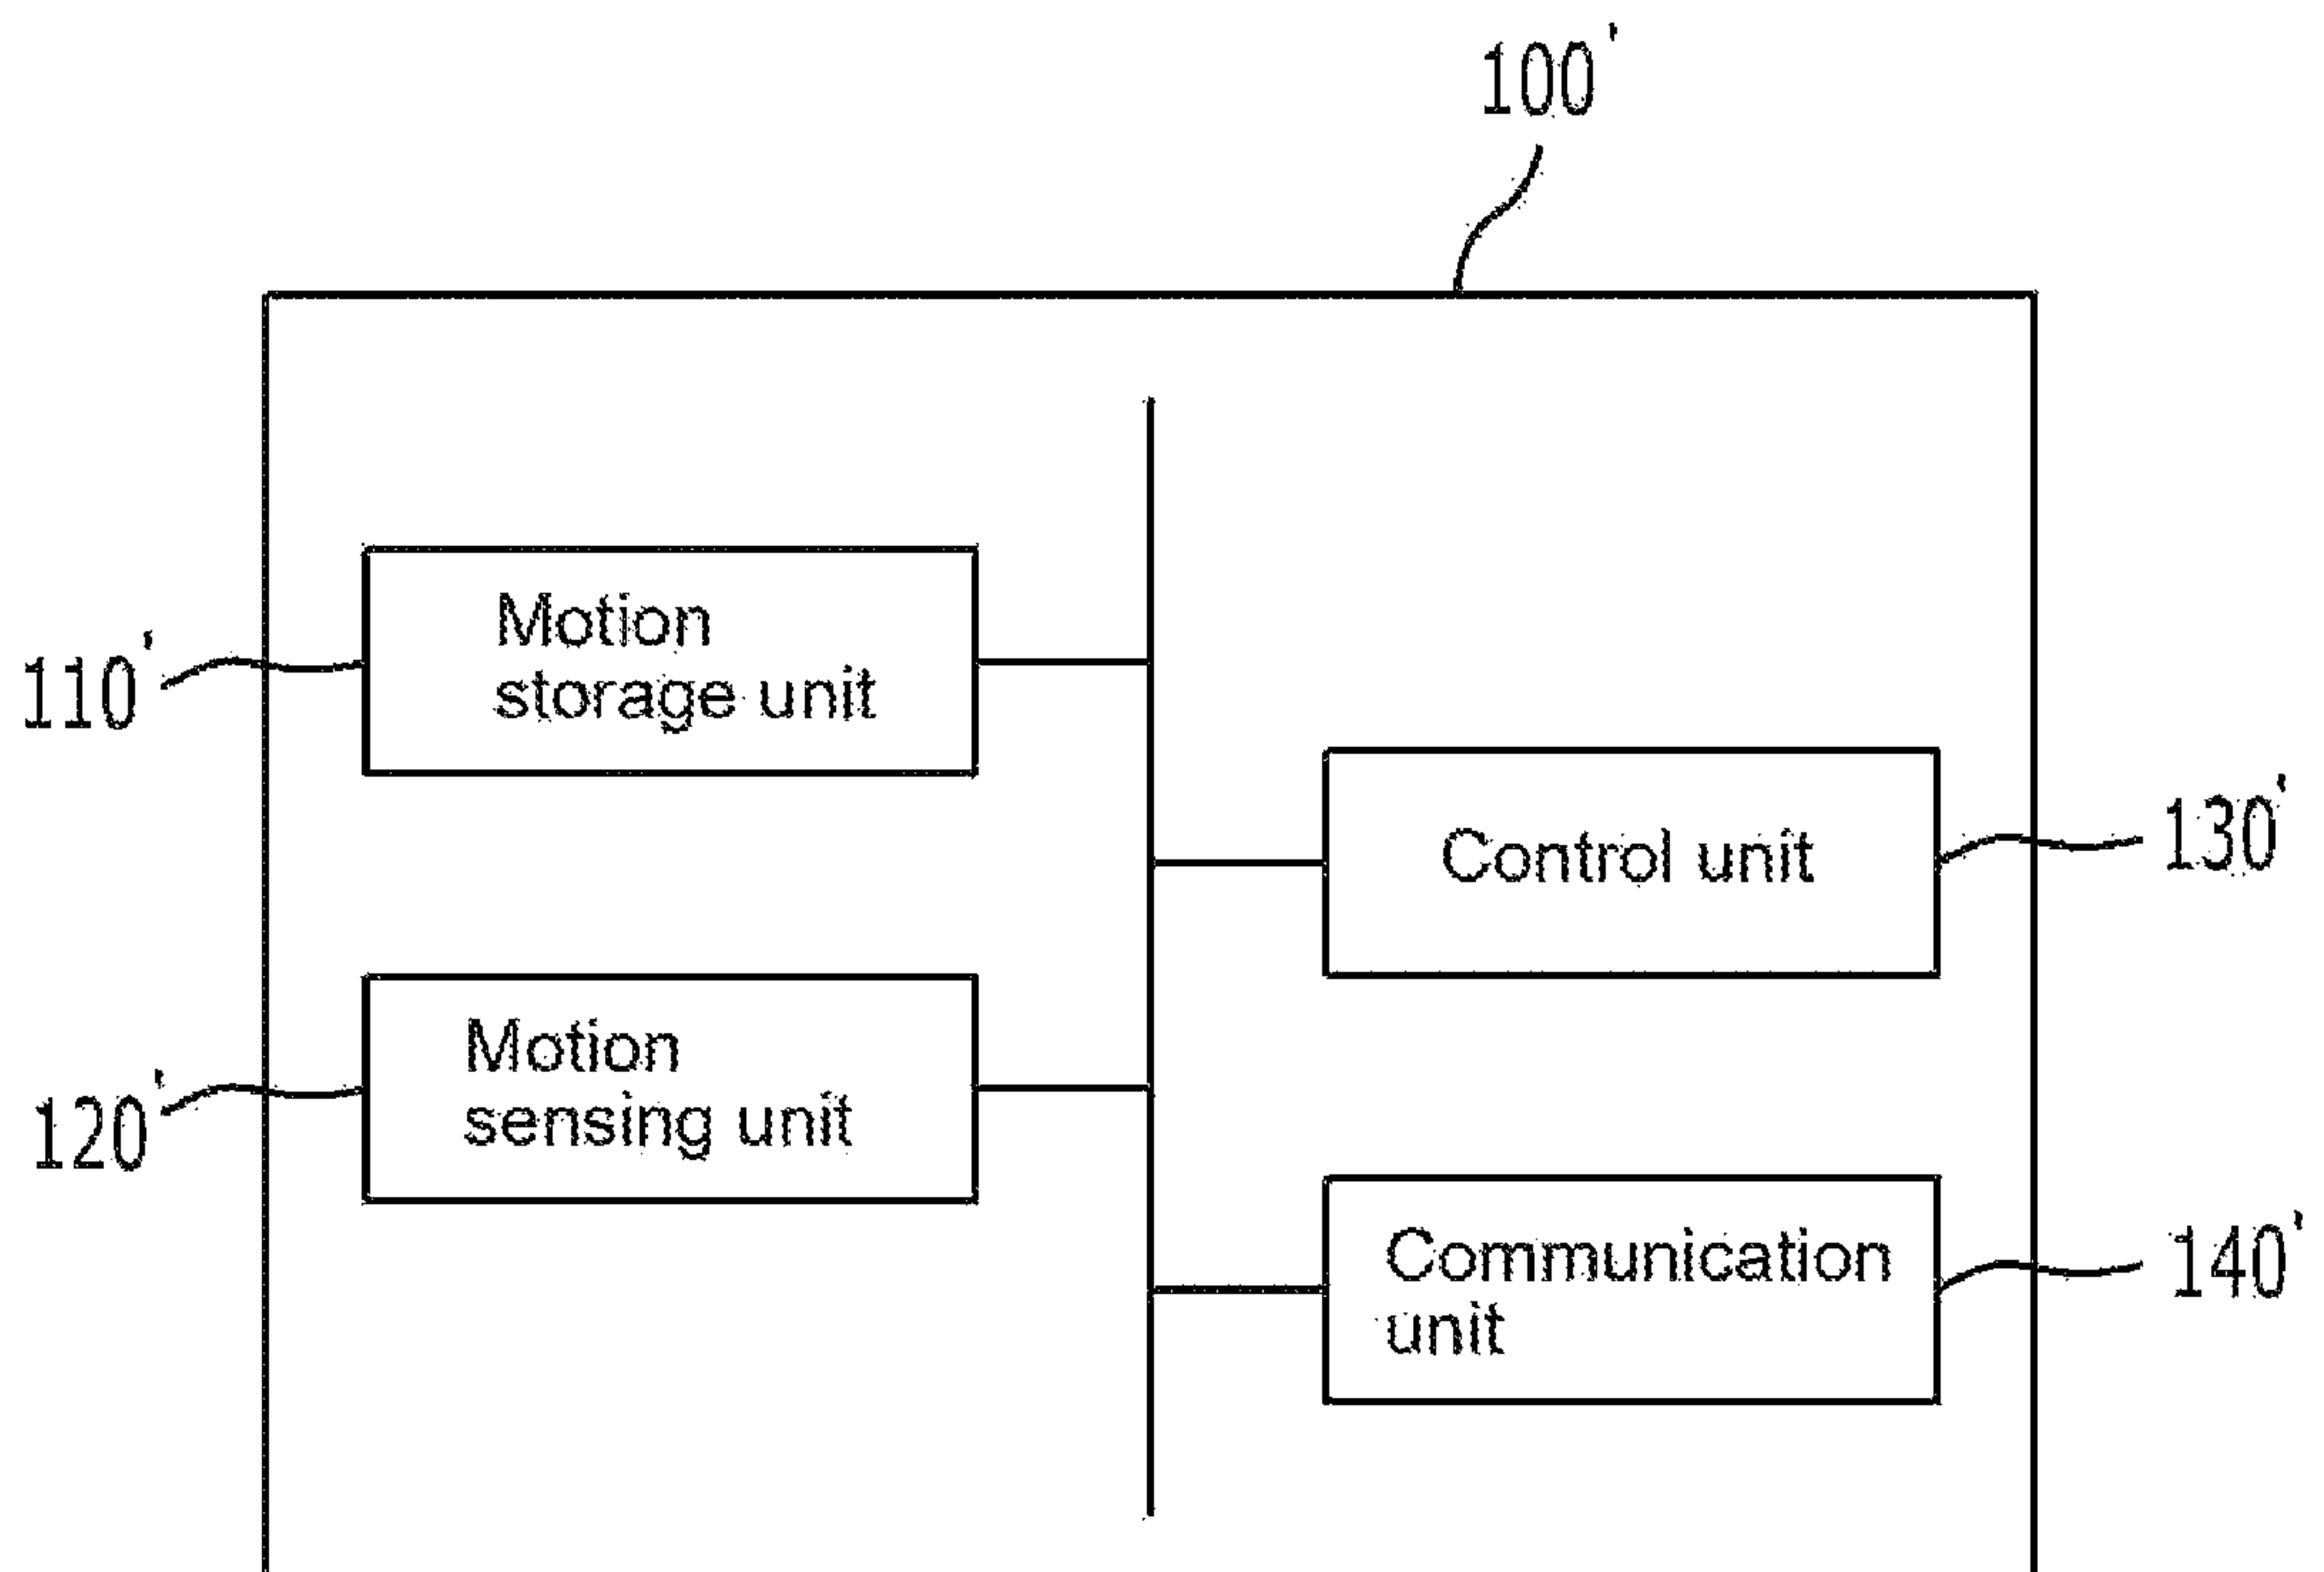 100'
Motion
storage unit
110'
Control unit
130'
Motion
sensing unit
120'
Communication
unit
140'